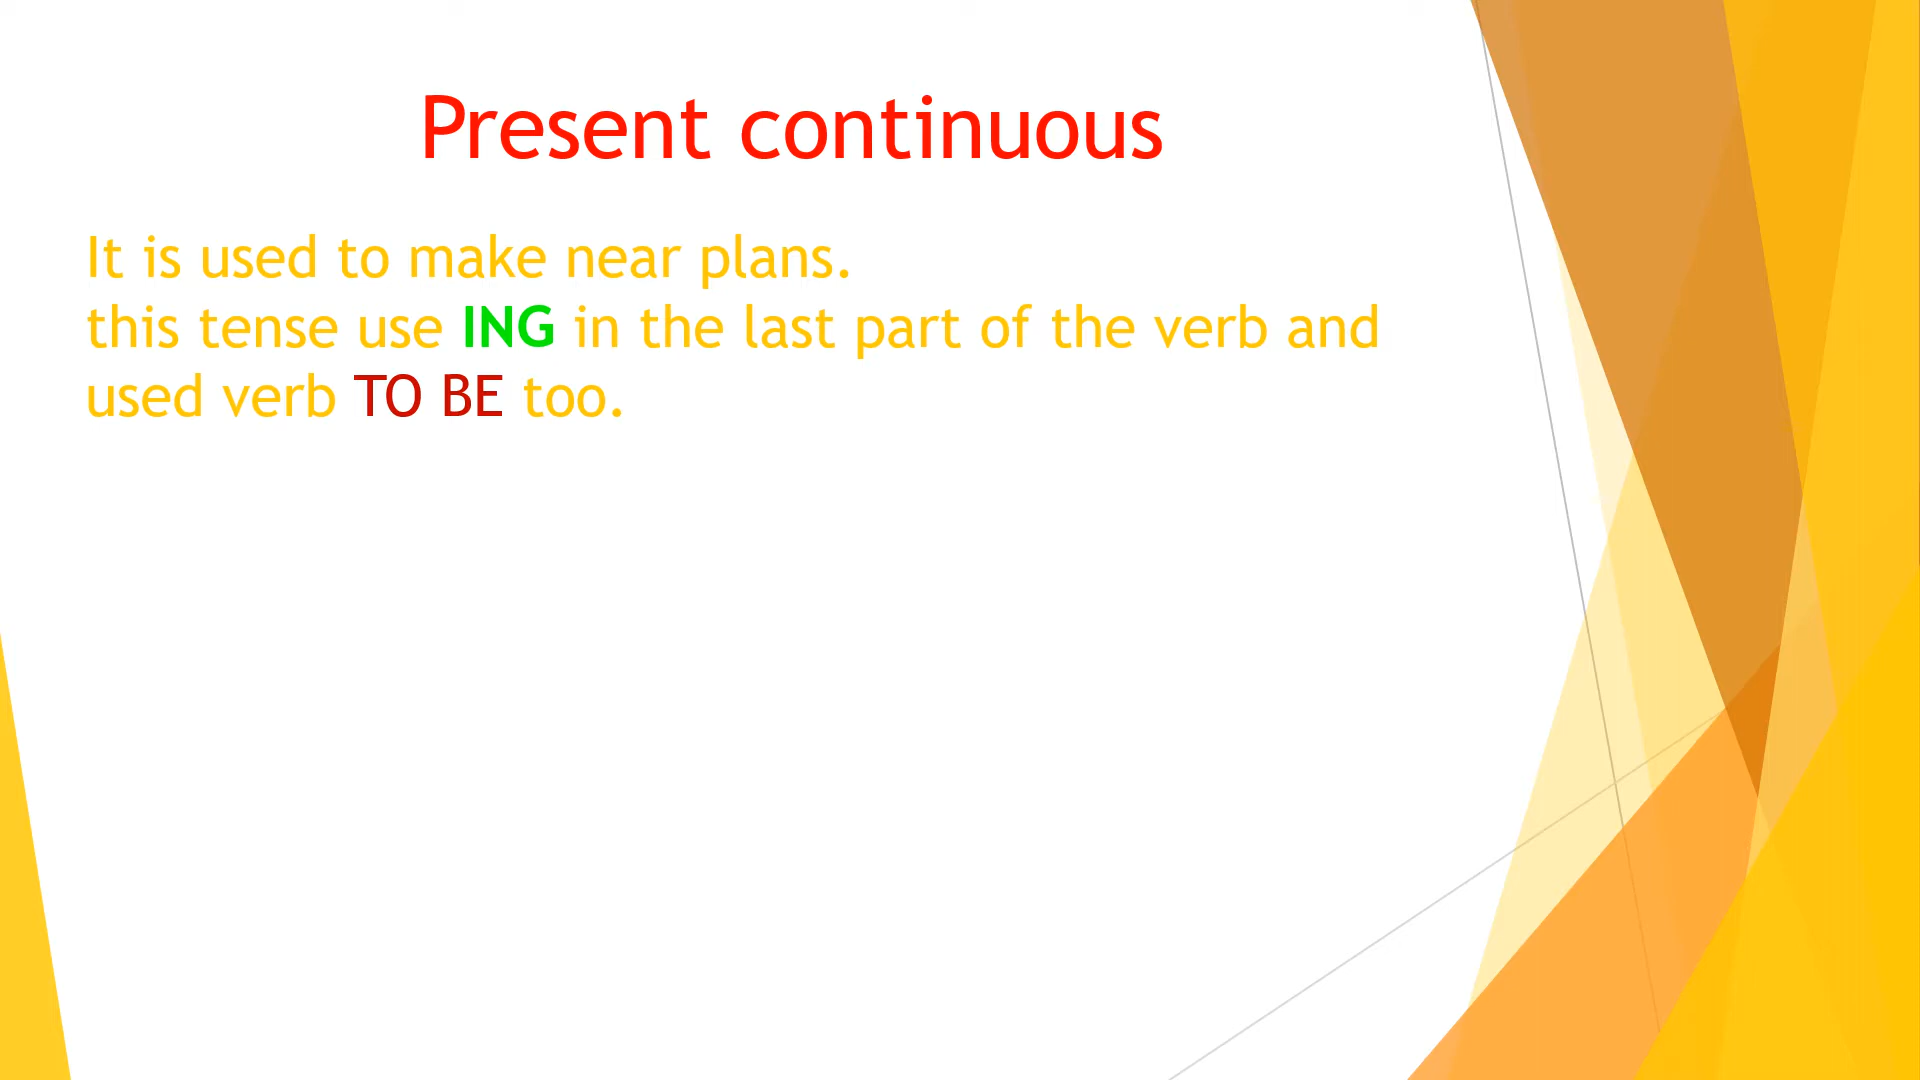 Present continuous
It is used to make near plans.
this tense use ING in the last part of the verb and
used verb TO BE too.